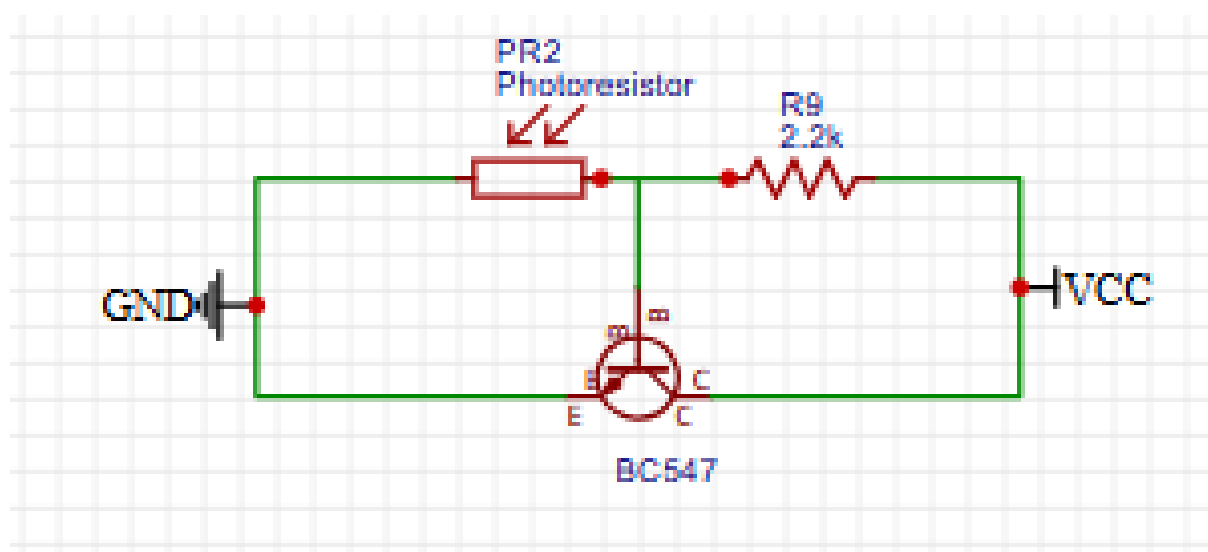 PR2
Photoresistor
R9
2.2k
GND
VCC
B
B
E
C
E
C
BC547